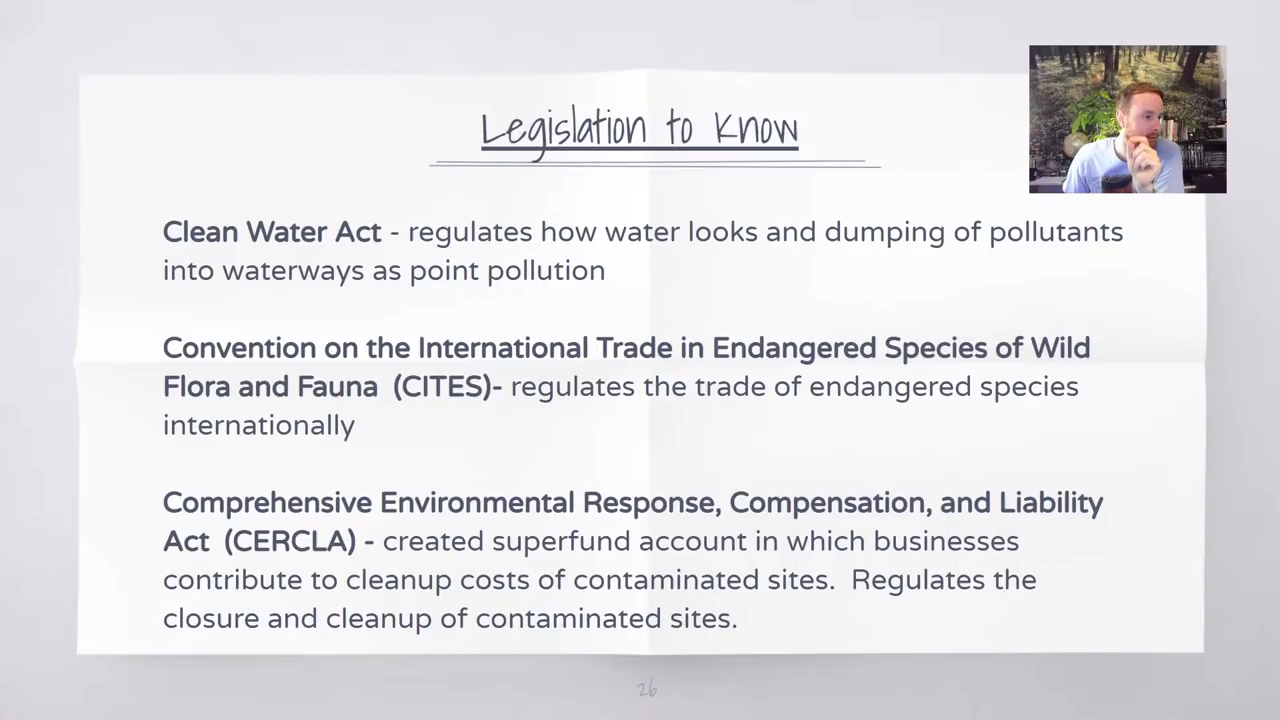 Legislation to Know
Clean Water Act - regulates how water looks and dumping of pollutants
into waterways as point pollution
Convention on the International Trade in Endangered Species of Wild
Flora and Fauna (CITES)- regulates the trade of endangered species
internationally
Comprehensive Environmental Response, Compensation, and Liability
Act (CERCLA) - created superfund account in which businesses
contribute to cleanup costs of contaminated sites. Regulates the
closure and cleanup of contaminated sites.
26